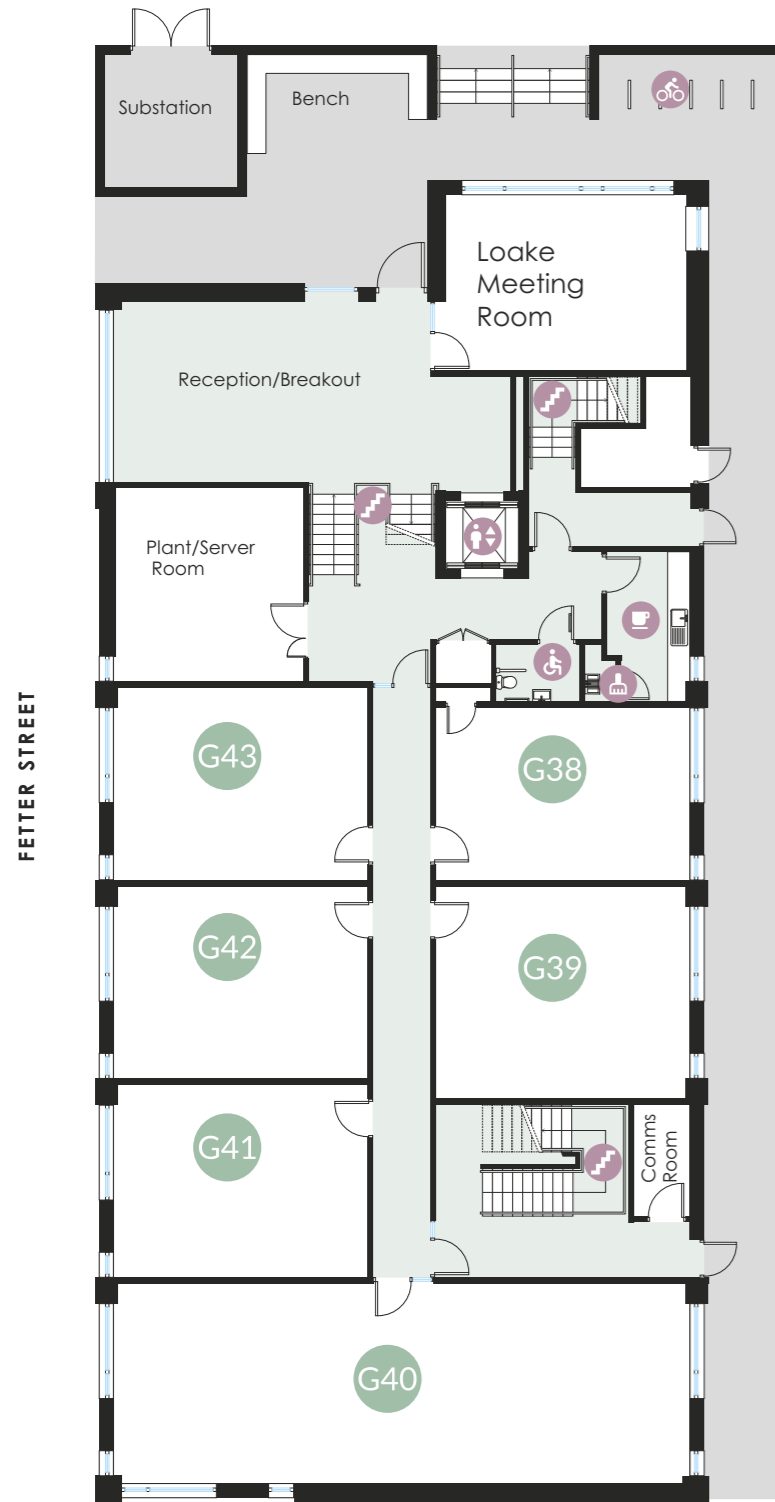 Substation
Bench
Loake
Meeting
Room
Reception/Breakout
Plant/Server
Room
FETTER STREET
G43
G38
G42
G39
G41
Comms
Room
G40